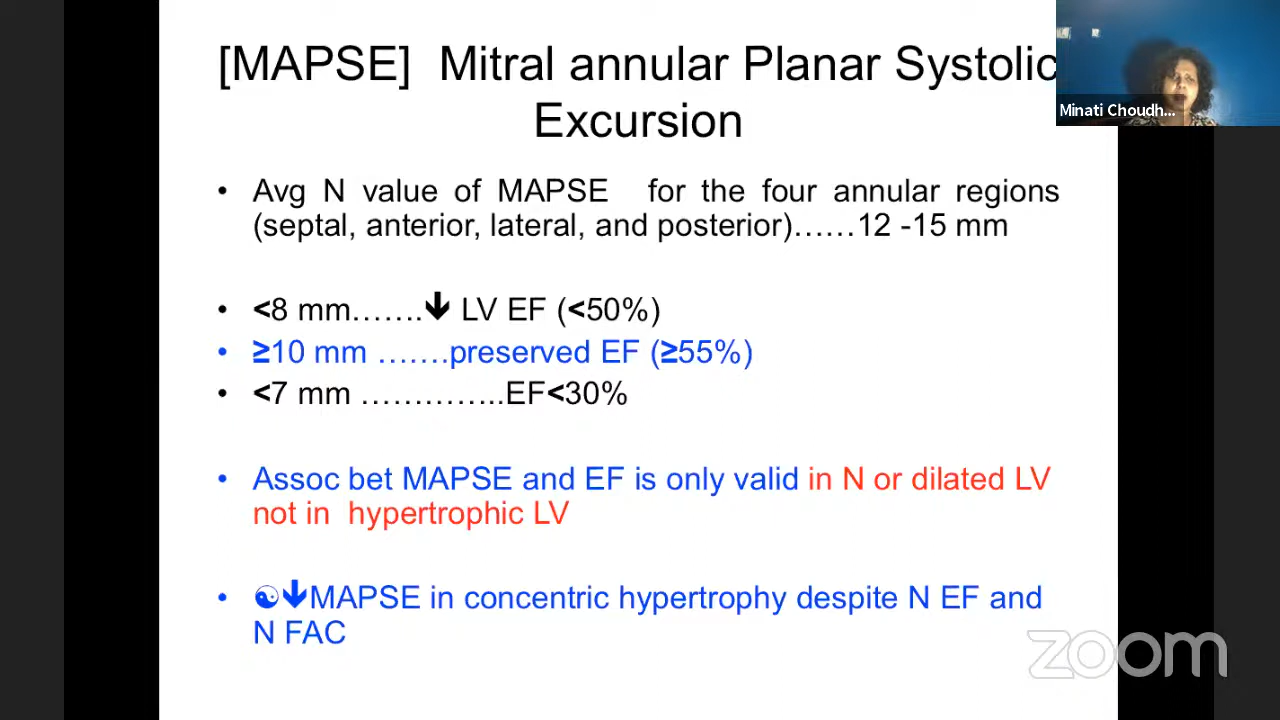 [MAPSE] Mitral annular Planar Systolic
Excursion
Minati Choudh...
• Avg N value of MAPSE for the four annular regions
(septal, anterior, lateral, and posterior)……12 -15 mm
• <8 mm…….🡻 LV EF (<50%)
• ≥10 mm …….preserved EF (≥55%)
• <7 mm …………..EF<30%
• Assoc bet MAPSE and EF is only valid in N or dilated LV
not in hypertrophic LV
• ☯🡻MAPSE in concentric hypertrophy despite N EF and
N FAC
zoom